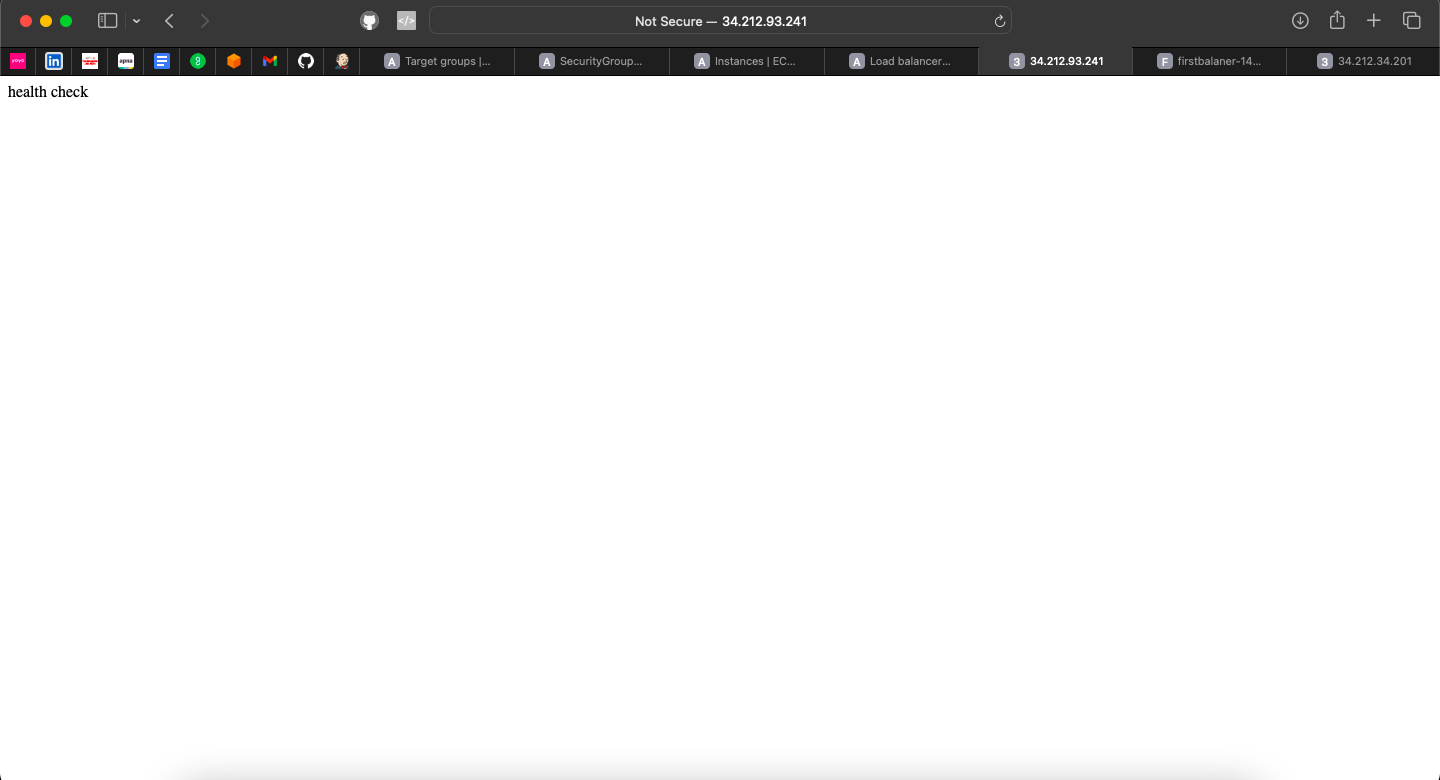 Not Secure — 34.212.93.241
yoyo
in
apna
A Target groups |...
A SecurityGroup...
A Instances | EC...
A Load balancer...
3 34.212.93.241
F firstbalaner-14...
3 34.212.34.201
health check